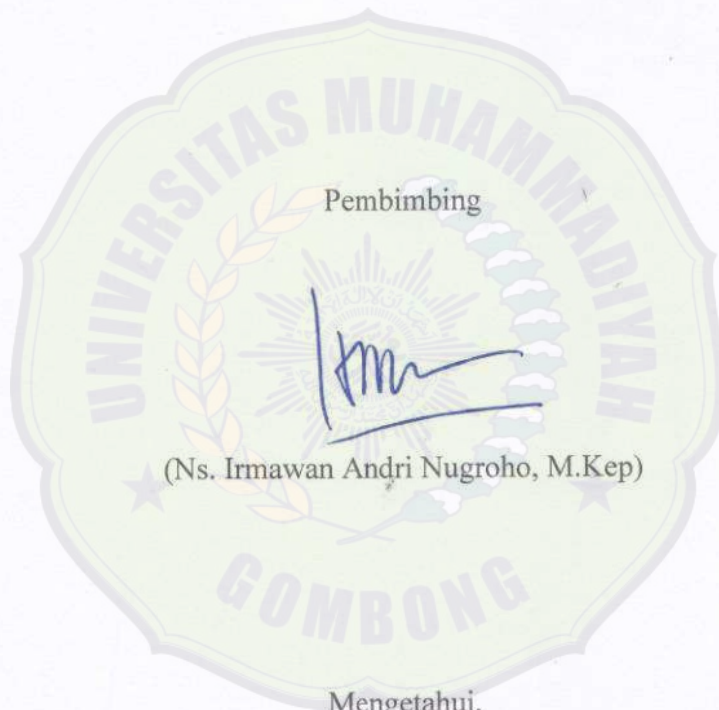 UNIVERSITAS MUHAMMADIYAH
Pembimbing
(Ns. Irmawan Andri Nugroho, M.Kep)
GOMBONG
Mengetahui,